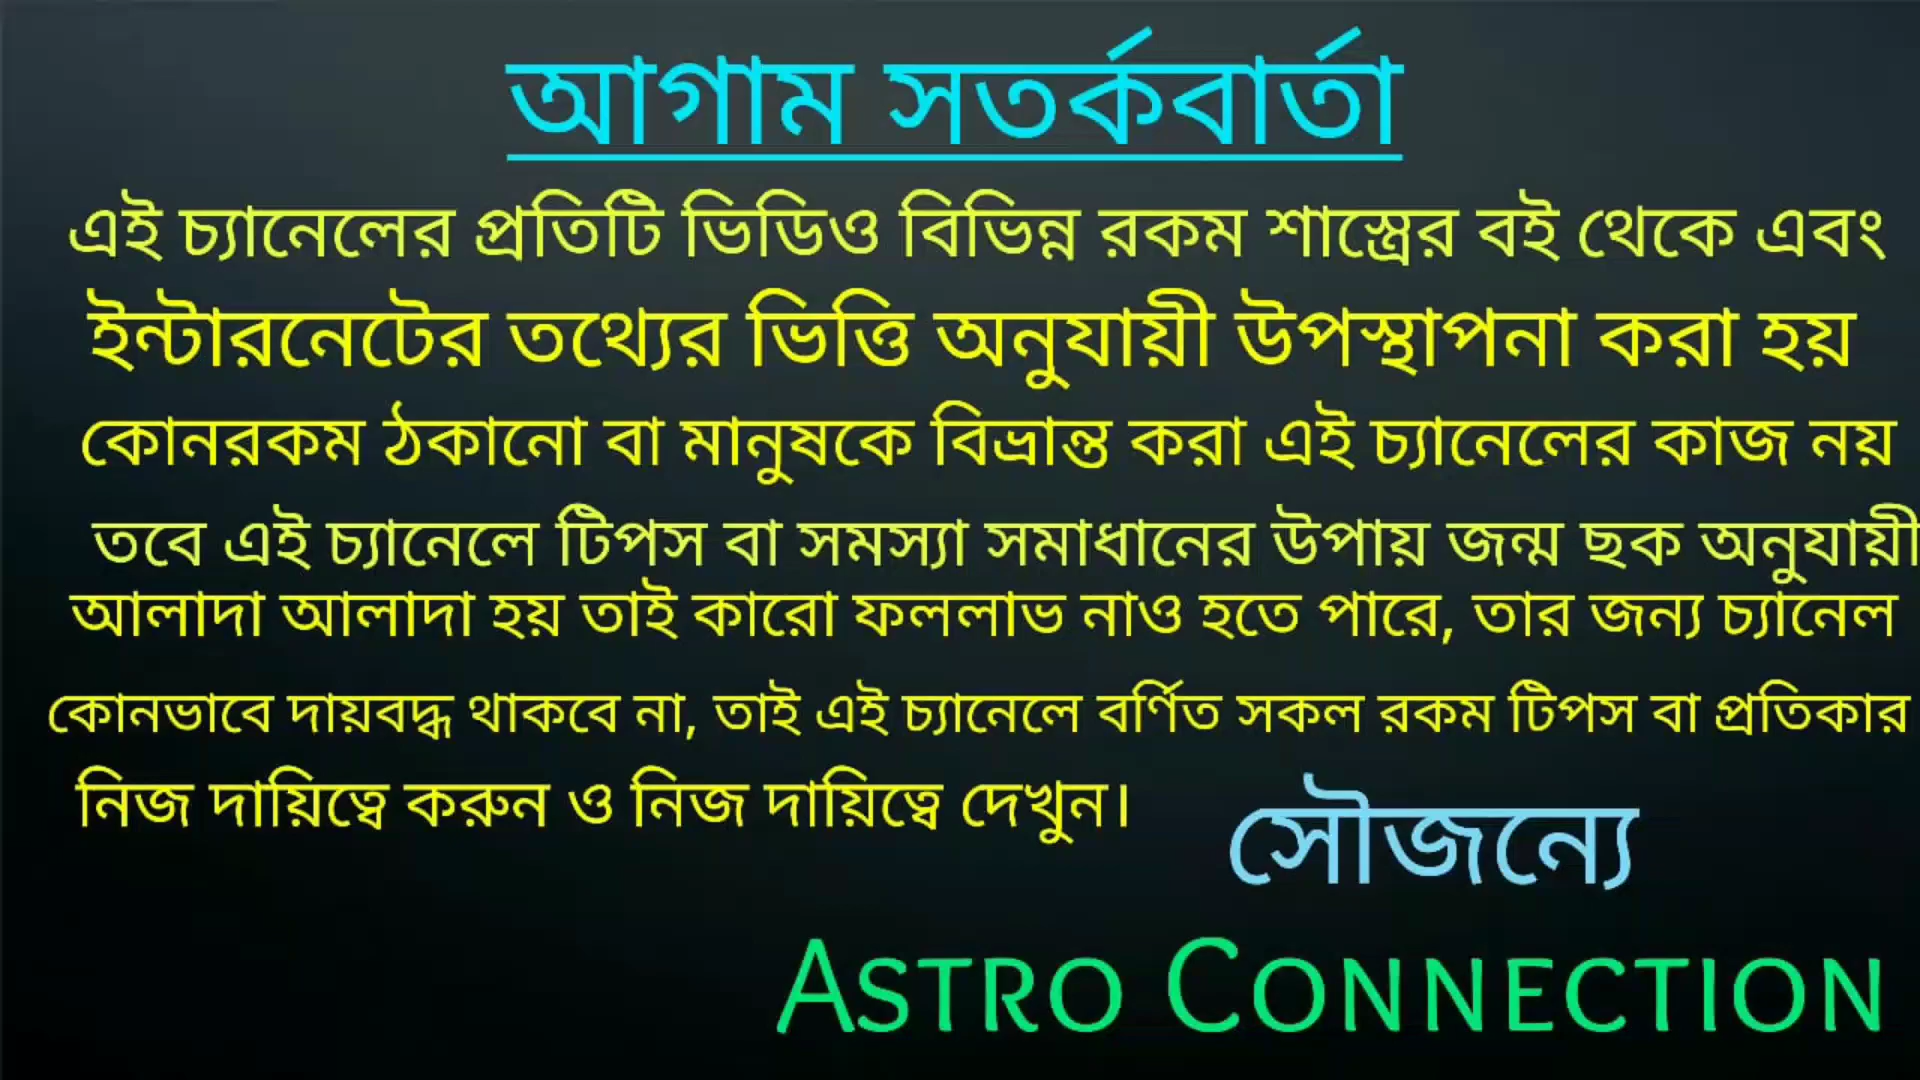 আগাম সতর্কবার্তা
এই চ্যানেলের প্রতিটি ভিডিও বিভিন্ন রকম শাস্ত্রের বই থেকে এবং
ইন্টারনেটের তথ্যের ভিত্তি অনুযায়ী উপস্থাপনা করা হয়
কোনরকম ঠকানো বা মানুষকে বিভ্রান্ত করা এই চ্যানেলের কাজ নয়
তবে এই চ্যানেলে টিপস বা সমস্যা সমাধানের উপায় জন্ম ছক অনুযায়ী
আলাদা আলাদা হয় তাই কারো ফললাভ নাও হতে পারে, তার জন্য চ্যানেল
কোনভাবে দায়বদ্ধ থাকবে না, তাই এই চ্যানেলে বর্ণিত সকল রকম টিপস বা প্রতিকার
নিজ দায়িত্বে করুন ও নিজ দায়িত্বে দেখুন।
সৌজন্যে
ASTRO CONNECTION